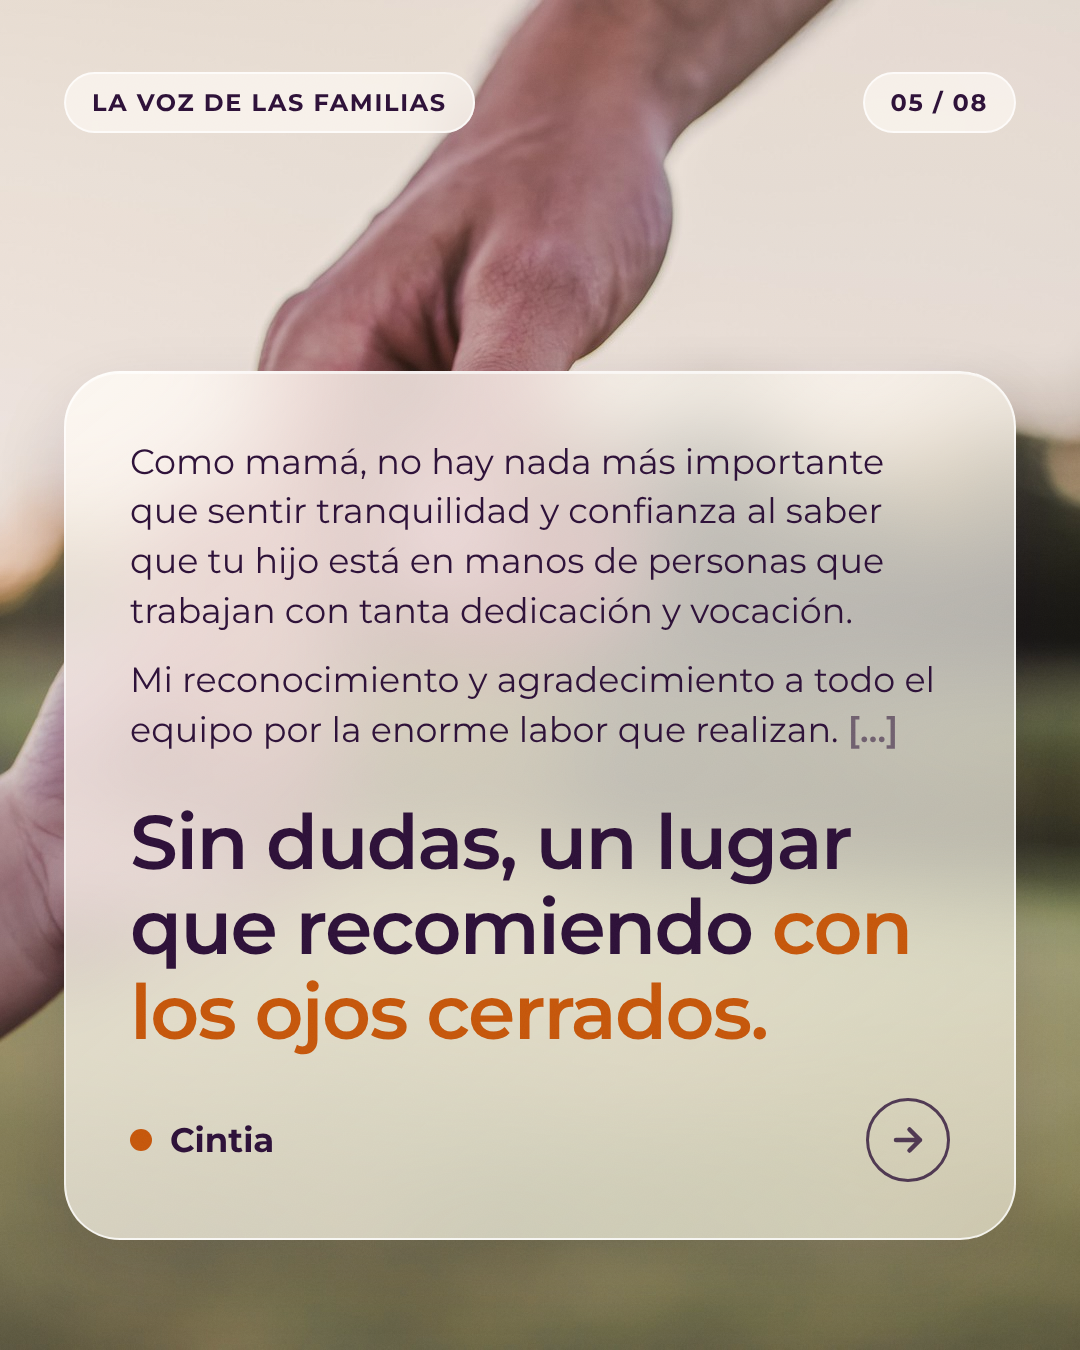 LA VOZ DE LAS FAMILIAS
05 / 08
Como mamá, no hay nada más importante
que sentir tranquilidad y confianza al saber
que tu hijo está en manos de personas que
trabajan con tanta dedicación y vocación.
Mi reconocimiento y agradecimiento a todo el
equipo por la enorme labor que realizan. [...]
Sin dudas, un lugar
que recomiendo con
los ojos cerrados.
Cintia